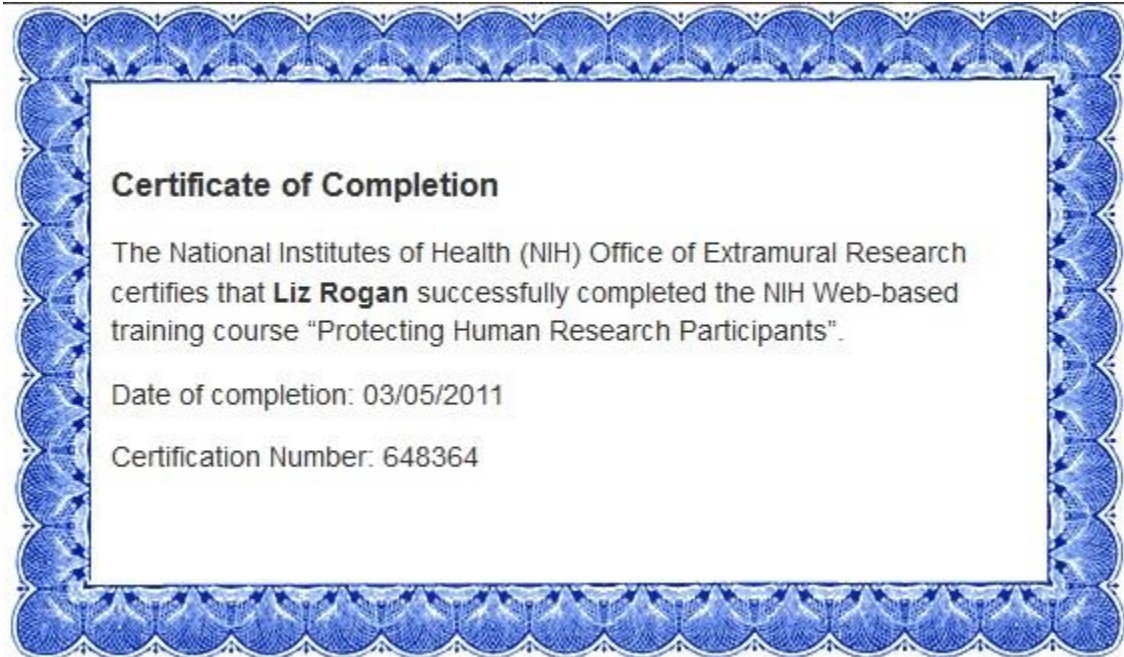 Certificate of Completion
The National Institutes of Health (NIH) Office of Extramural Research
certifies that Liz Rogan successfully completed the NIH Web-based
training course “Protecting Human Research Participants”.
Date of completion: 03/05/2011
Certification Number: 648364